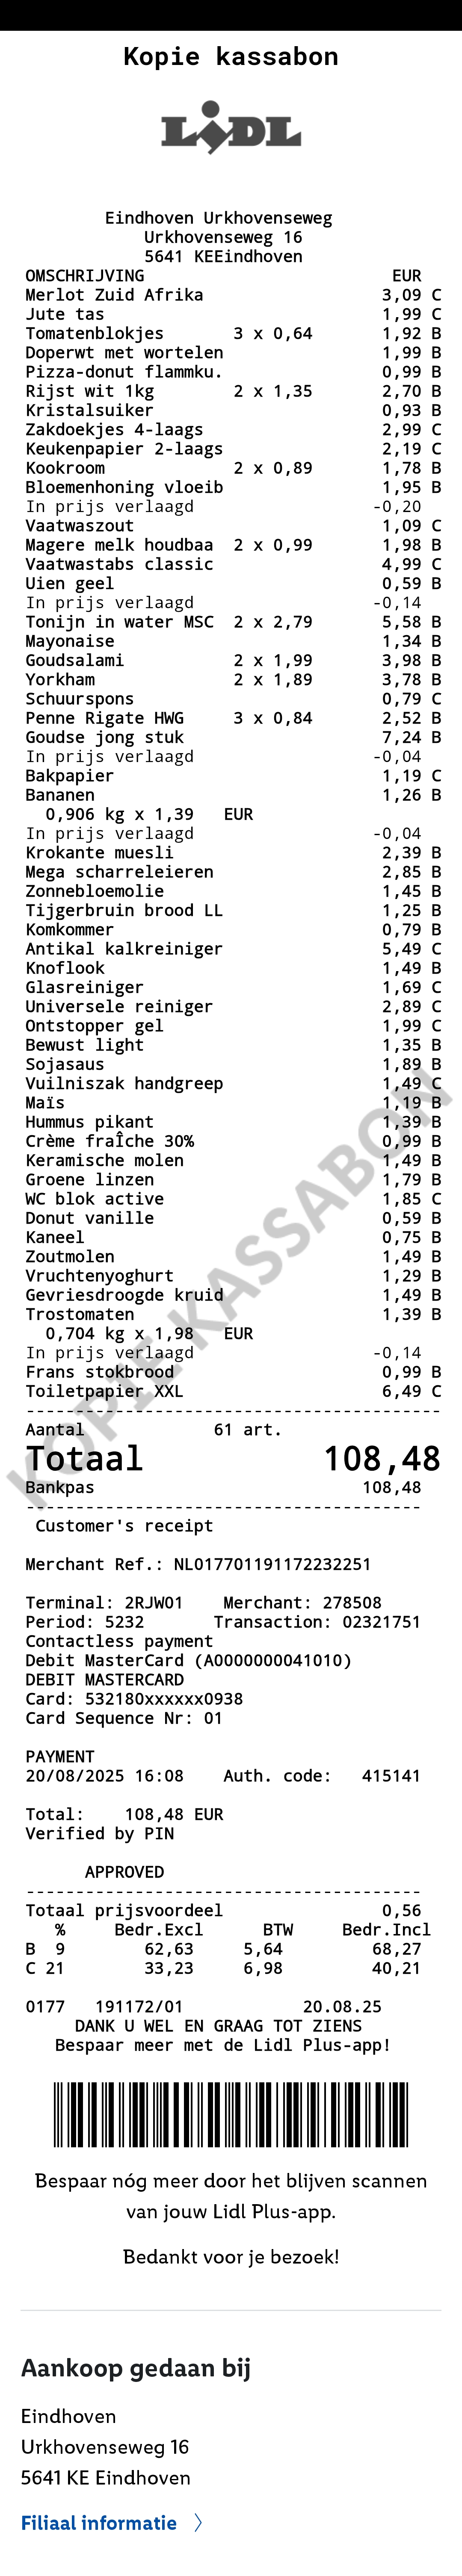 Kopie kassabon
LiDL
Eindhoven Urkhovenseweg
Urkhovenseweg 16
5641 KEEindhoven
OMSCHRIJVING EUR
Merlot Zuid Afrika 3,09 C
Jute tas 1,99 C
Tomatenblokjes 3 x 0,64 1,92 B
Doperwt met wortelen 1,99 B
Pizza-donut flammku. 0,99 B
Rijst wit 1kg 2 x 1,35 2,70 B
Kristalsuiker 0,93 B
Zakdoekjes 4-laags 2,99 C
Keukenpapier 2-laags 2,19 C
Kookroom 2 x 0,89 1,78 B
Bloemenhoning vloeib 1,95 B
In prijs verlaagd -0,20
Vaatwaszout 1,09 C
Magere melk houdbaa 2 x 0,99 1,98 B
Vaatwastabs classic 4,99 C
Uien geel 0,59 B
In prijs verlaagd -0,14
Tonijn in water MSC 2 x 2,79 5,58 B
Mayonaise 1,34 B
Goudsalami 2 x 1,99 3,98 B
Yorkham 2 x 1,89 3,78 B
Schuurspons 0,79 C
Penne Rigate HWG 3 x 0,84 2,52 B
Goudse jong stuk 7,24 B
In prijs verlaagd -0,04
Bakpapier 1,19 C
Bananen 1,26 B
0,906 kg x 1,39 EUR
In prijs verlaagd -0,04
Krokante muesli 2,39 B
Mega scharreleieren 2,85 B
Zonnebloemolie 1,45 B
Tijgerbruin brood LL 1,25 B
Komkommer 0,79 B
Antikal kalkreiniger 5,49 C
Knoflook 1,49 B
Glasreiniger 1,69 C
Universele reiniger 2,89 C
Ontstopper gel 1,99 C
Bewust light 1,35 B
Sojasaus 1,89 B
Vuilniszak handgreep 1,49 C
Maïs 1,19 B
Hummus pikant 1,39 B
Crème fraÎche 30% 0,99 B
Keramische molen 1,49 B
Groene linzen 1,79 B
WC blok active 1,85 C
Donut vanille 0,59 B
Kaneel 0,75 B
Zoutmolen 1,49 B
Vruchtenyoghurt 1,29 B
Gevriesdroogde kruid 1,49 B
Trostomaten 1,39 B
0,704 kg x 1,98 EUR
In prijs verlaagd -0,14
Frans stokbrood 0,99 B
Toiletpapier XXL 6,49 C
------------------------------------------
Aantal 61 art.
Totaal 108,48
Bankpas 108,48
----------------------------------------
Customer's receipt
Merchant Ref.: NL017701191172232251
Terminal: 2RJW01 Merchant: 278508
Period: 5232 Transaction: 02321751
Contactless payment
Debit MasterCard (A0000000041010)
DEBIT MASTERCARD
Card: 532180xxxxxx0938
Card Sequence Nr: 01
PAYMENT
20/08/2025 16:08 Auth. code: 415141
Total: 108,48 EUR
Verified by PIN
APPROVED
----------------------------------------
Totaal prijsvoordeel 0,56
% Bedr.Excl BTW Bedr.Incl
B 9 62,63 5,64 68,27
C 21 33,23 6,98 40,21
0177 191172/01 20.08.25
DANK U WEL EN GRAAG TOT ZIENS
Bespaar meer met de Lidl Plus-app!
KOPIE KASSABON
Bespaar nóg meer door het blijven scannen
van jouw Lidl Plus-app.
Bedankt voor je bezoek!
Aankoop gedaan bij
Eindhoven
Urkhovenseweg 16
5641 KE Eindhoven
Filiaal informatie